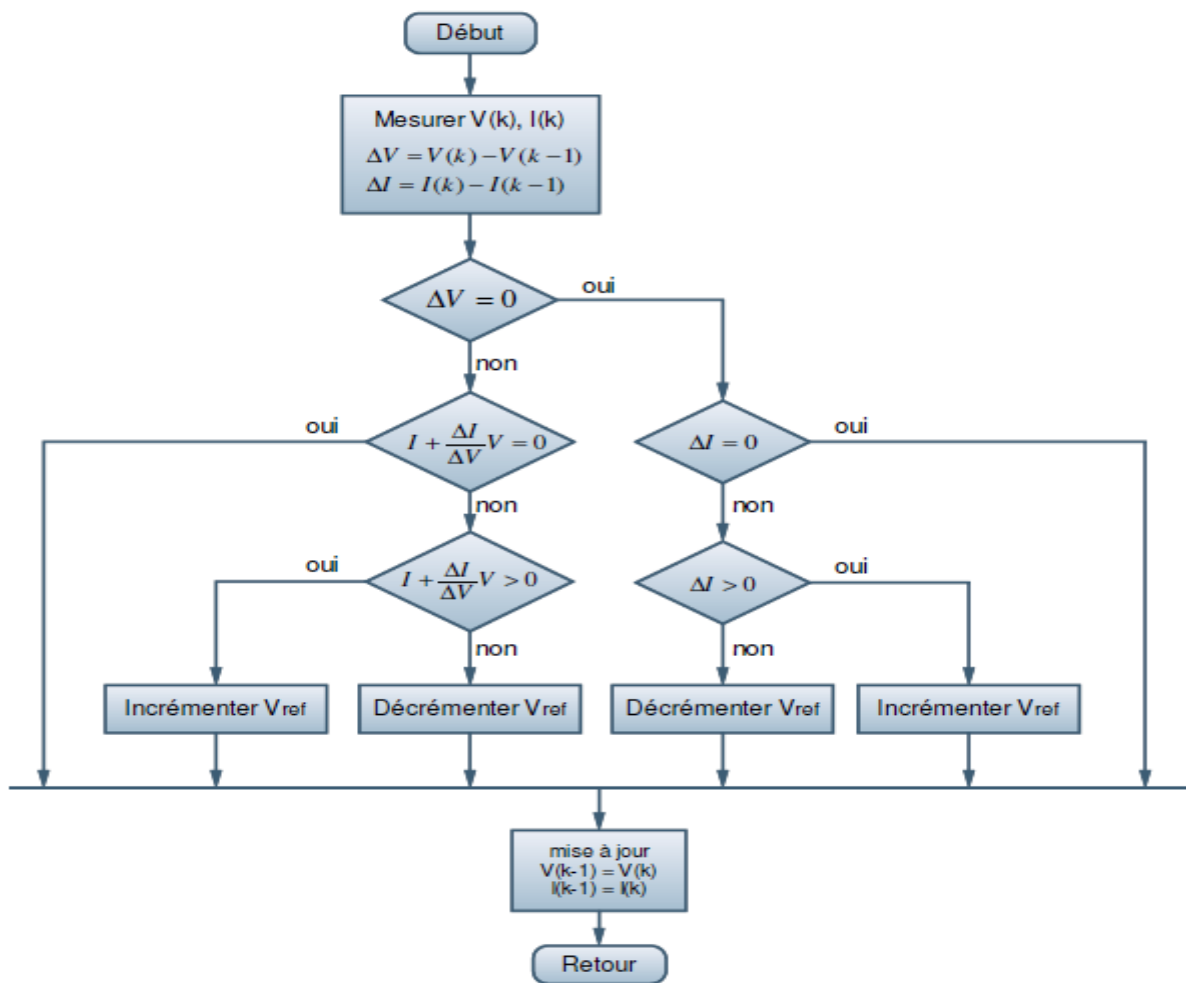 Début
Mesurer V(k), I(k)
ΔV = V(k) − V(k − 1)
ΔI = I(k) − I(k − 1)
ΔV = 0
oui
non
oui
I + ΔI/ΔV V = 0
ΔI = 0
oui
non
non
oui
I + ΔI/ΔV V > 0
ΔI > 0
oui
non
non
Incrémenter Vref
Décrémenter Vref
Décrémenter Vref
Incrémenter Vref
mise à jour
V(k-1) = V(k)
I(k-1) = I(k)
Retour